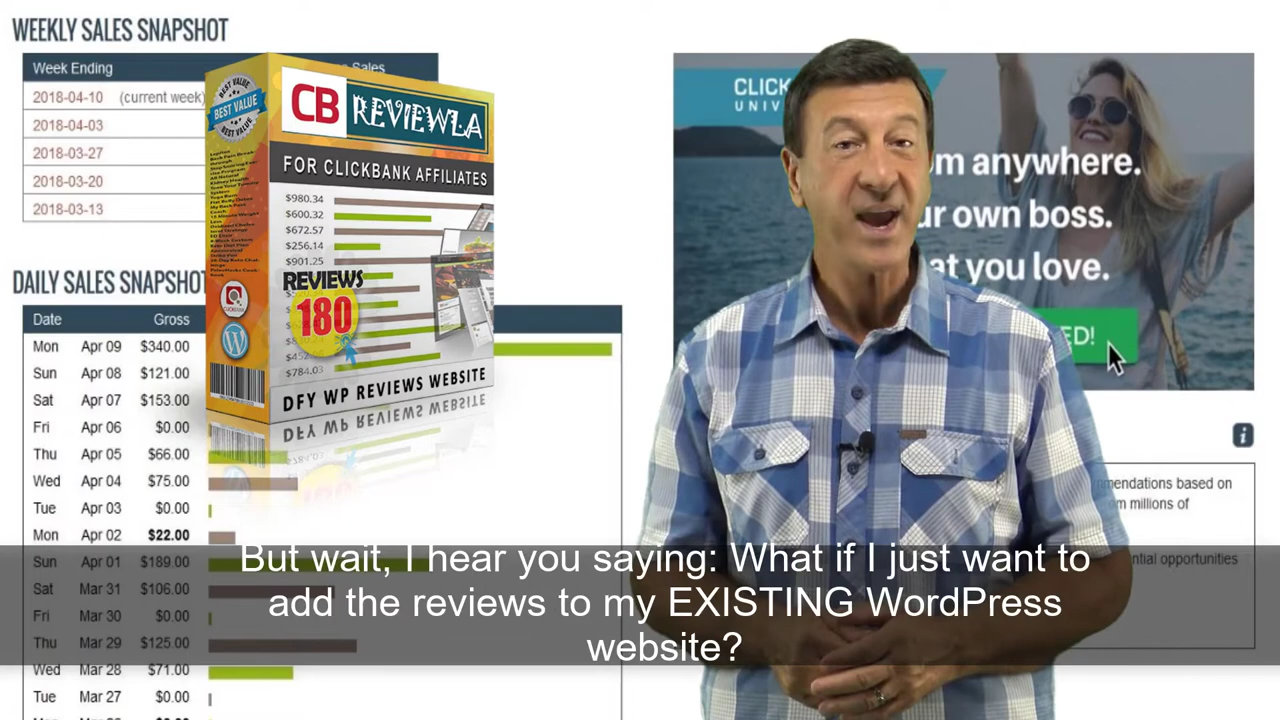 WEEKLY SALES SNAPSHOT
Week Ending
Sales
2018-04-10 (current week)
2018-04-03
2018-03-27
2018-03-20
2018-03-13
DAILY SALES SNAPSHOT
Date Gross
Mon Apr 09 $340.00
Sun Apr 08 $121.00
Sat Apr 07 $153.00
Fri Apr 06 $0.00
Thu Apr 05 $66.00
Wed Apr 04 $75.00
Tue Apr 03 $0.00
Mon Apr 02 $22.00
Sun Apr 01 $189.00
Sat Mar 31 $106.00
Fri Mar 30 $0.00
Thu Mar 29 $125.00
Wed Mar 28 $71.00
Tue Mar 27 $0.00
BEST VALUE
BEST VALUE
BEST VALUE
CB REVIEWLA
FOR CLICKBANK AFFILIATES
$980.34
$600.32
$672.57
$256.14
$901.25
REVIEWS
180
$784.03
DFY WP REVIEWS WEBSITE
CLICK
UNIV
anywhere.
own boss.
you love.
based on
millions of
opportunities
But wait, I hear you saying: What if I just want to
add the reviews to my EXISTING WordPress
website?